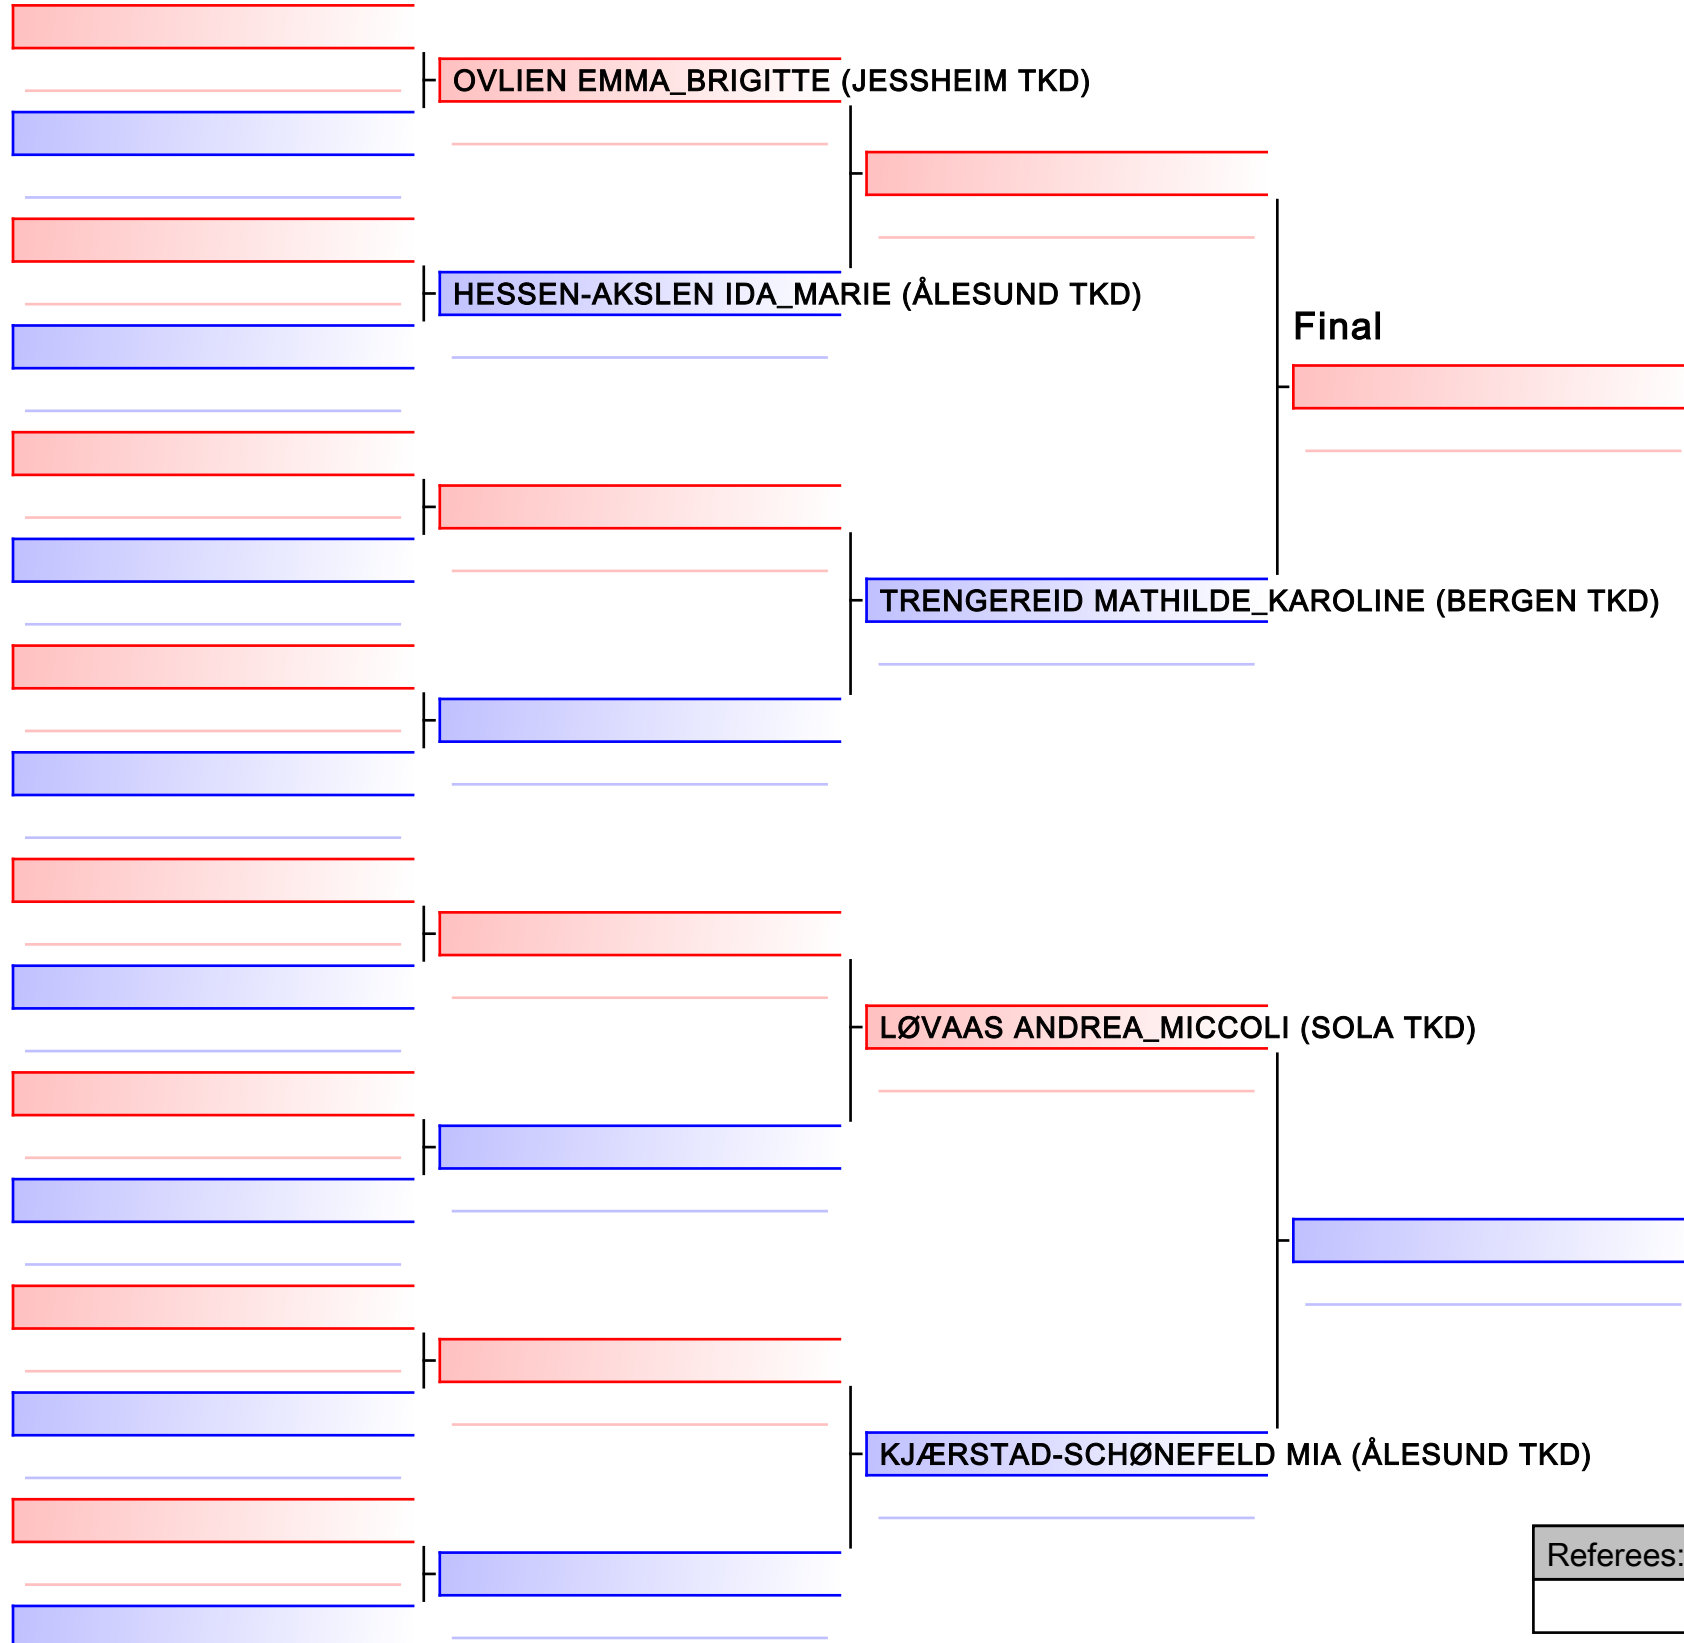 OVLIEN EMMA_BRIGITTE (JESSHEIM TKD)
HESSEN-AKSLEN IDA_MARIE (ÅLESUND TKD)
Final
TRENGEREID MATHILDE_KAROLINE (BERGEN TKD)
LØVAAS ANDREA_MICCOLI (SOLA TKD)
KJÆRSTAD-SCHØNEFELD MIA (ÅLESUND TKD)
Referees: